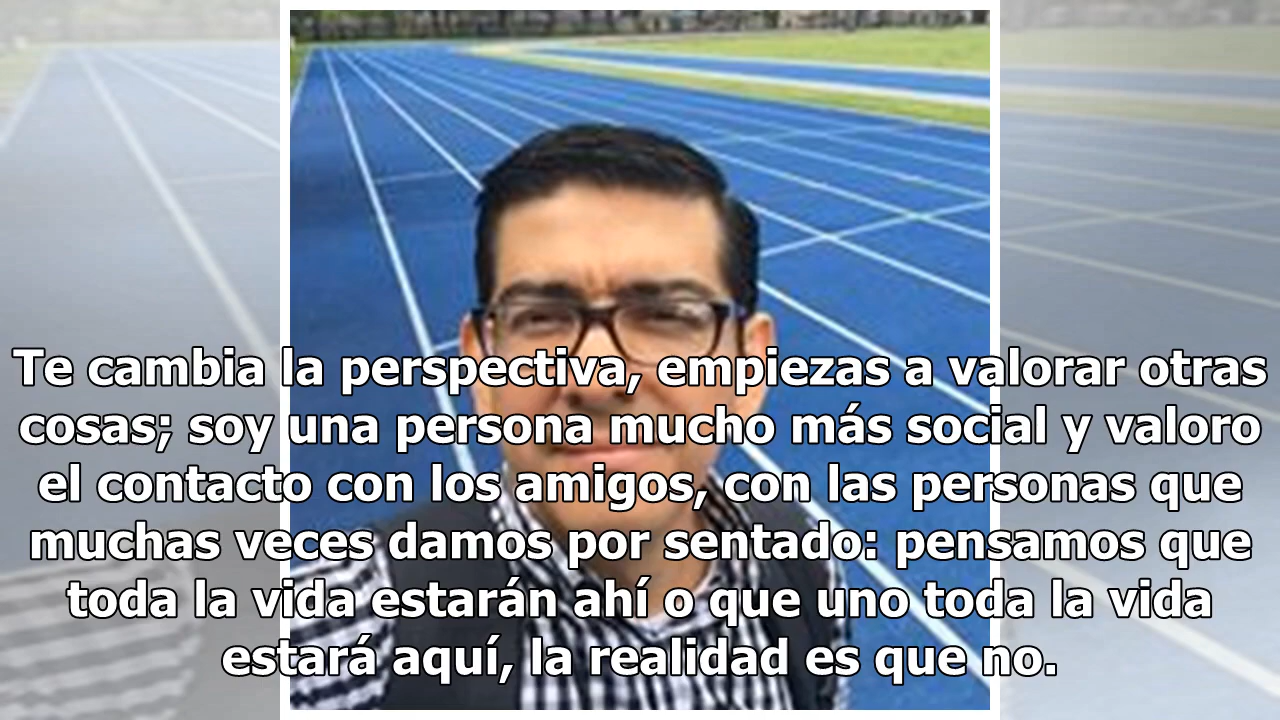 Te cambia la perspectiva, empiezas a valorar otras
cosas; soy una persona mucho más social y valoro
el contacto con los amigos, con las personas que
muchas veces damos por sentado: pensamos que
toda la vida estarán ahí o que uno toda la vida
estará aquí, la realidad es que no.